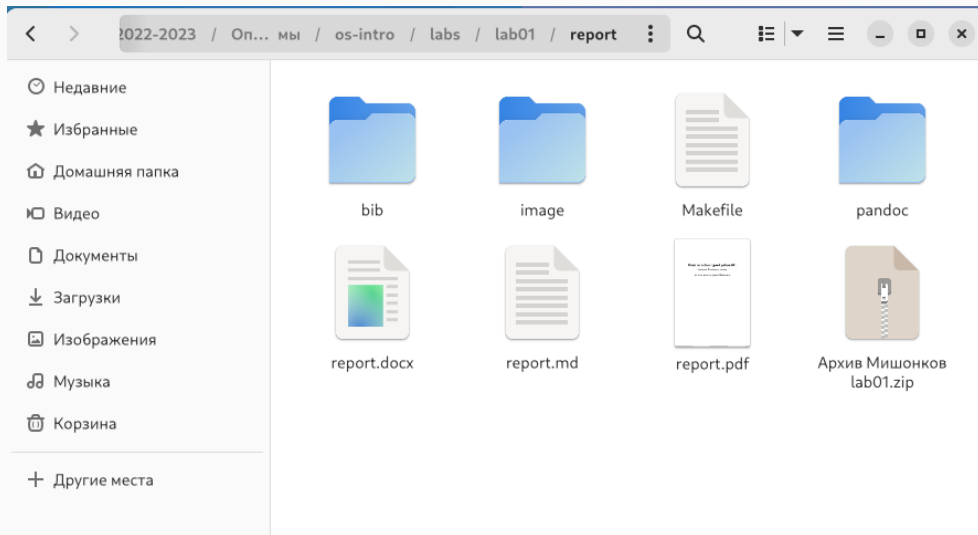 2022-2023 / Оп... мы / os-intro / labs / lab01 / report
Недавние
Избранные
Домашняя папка
Видео
Документы
Загрузки
Изображения
Музыка
Корзина
Другие места
bib
image
Makefile
pandoc
report.docx
report.md
report.pdf
Архив Мишонков
lab01.zip